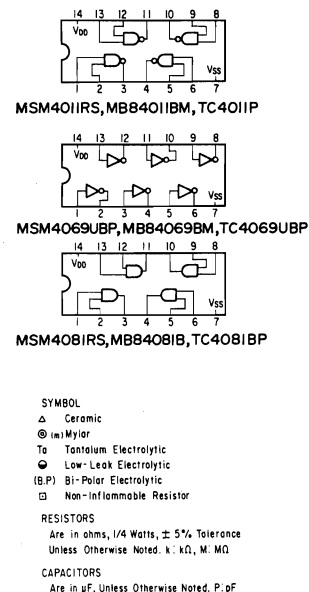 14 13 12 11 10 9 8
VDD
VSS
1 2 3 4 5 6 7
MSM4011RS, MB84011BM, TC4011P
14 13 12 11 10 9 8
VDD
VSS
1 2 3 4 5 6 7
MSM4069UBP, MB84069BM, TC4069UBP
14 13 12 11 10 9 8
VDD
VSS
1 2 3 4 5 6 7
MSM4081RS, MB84081B, TC4081BP
SYMBOL
△ Ceramic
◎ (m) Mylar
Ta Tantalum Electrolytic
Low-Leak Electrolytic
(B.P) Bi-Polar Electrolytic
⊡ Non-Inflammable Resistor
RESISTORS
Are in ohms, 1/4 Watts, ± 5% Tolerance
Unless Otherwise Noted. k: kΩ, M: MΩ
CAPACITORS
Are in µF, Unless Otherwise Noted. P: pF